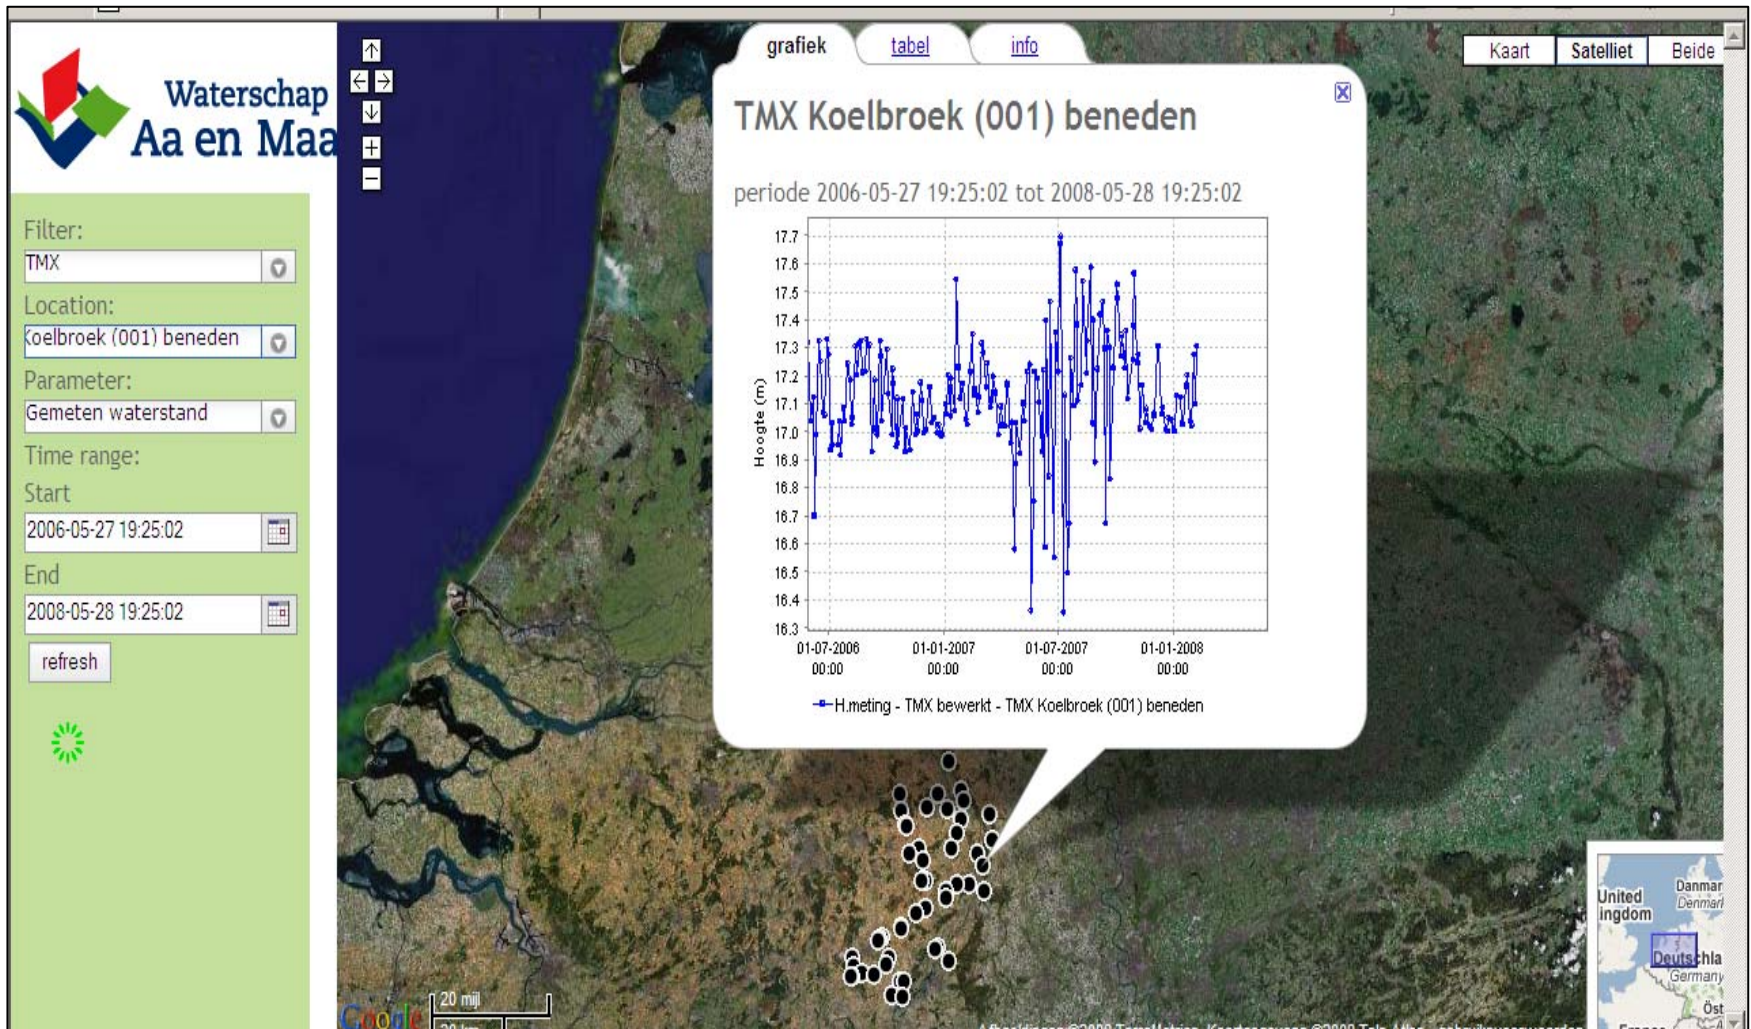 Waterschap
Aa en Maa
Filter:
TMX
Location:
Koelbroek (001) beneden
Parameter:
Gemeten waterstand
Time range:
Start
2006-05-27 19:25:02
End
2008-05-28 19:25:02
refresh
grafiek tabel info
Kaart Satelliet Beide
TMX Koelbroek (001) beneden
periode 2006-05-27 19:25:02 tot 2008-05-28 19:25:02
Hoogte (m)
17.7
17.6
17.5
17.4
17.3
17.2
17.1
17.0
16.9
16.8
16.7
16.6
16.5
16.4
16.3
01-07-2006 01-01-2007 01-07-2007 01-01-2008
00:00 00:00 00:00 00:00
H.meting - TMX bewerkt - TMX Koelbroek (001) beneden
Google
20 mijl
20 km
United
ingdom
Danmar
Denmark
Deutschla
Germany
Öst